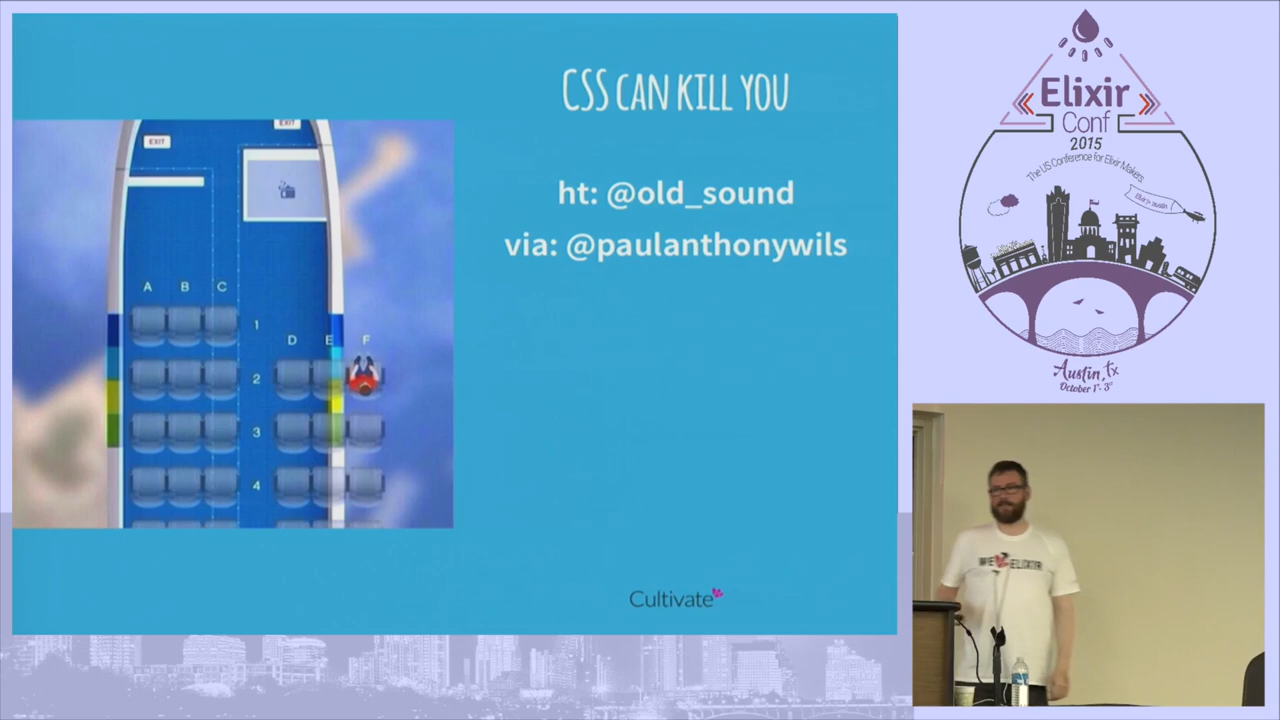 CSS CAN KILL YOU
ht: @old_sound
via: @paulanthonywils
EXIT
EXIT
A B C
1
D E F
2
3
4
Cultivate
Elixir
Conf
2015
The US Conference for Elixir Makers
Austin, TX
October 1st - 3rd
ELIXIR